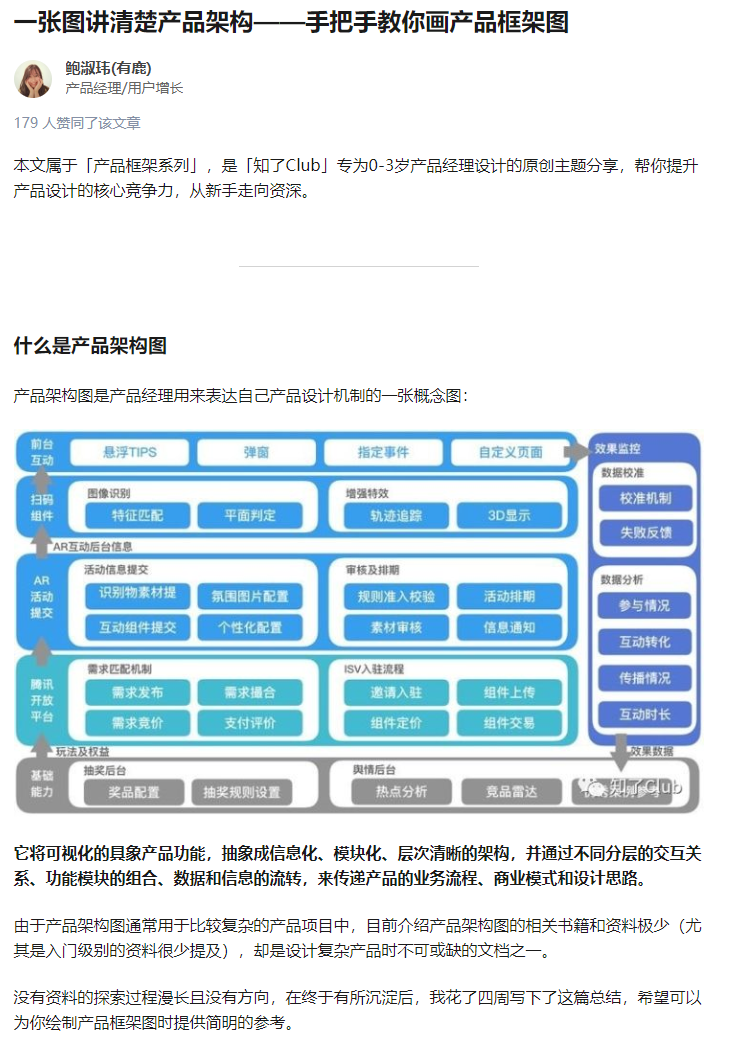 一张图讲清楚产品架构——手把手教你画产品框架图
鲍淑玮(有鹿)
产品经理/用户增长
179 人赞同了该文章
本文属于「产品框架系列」，是「知了Club」专为0-3岁产品经理设计的原创主题分享，帮你提升
产品设计的核心竞争力，从新手走向资深。
什么是产品架构图
产品架构图是产品经理用来表达自己产品设计机制的一张概念图：
前台
互动
悬浮TIPS
弹窗
指定事件
自定义页面
扫码
组件
图像识别
特征匹配
平面判定
增强特效
轨迹追踪
3D显示
AR互动后台信息
AR
活动
提交
活动信息提交
识别物素材提
氛围图片配置
互动组件提交
个性化配置
审核及排期
规则准入校验
活动排期
素材审核
信息通知
腾讯
开放
平台
需求匹配机制
需求发布
需求撮合
需求竞价
支付评价
ISV入驻流程
邀请入驻
组件上传
组件定价
组件交易
玩法及权益
基础
能力
抽奖后台
奖品配置
抽奖规则设置
舆情后台
热点分析
竞品雷达
效果监控
数据校准
校准机制
失败反馈
数据分析
参与情况
互动转化
传播情况
互动时长
效果数据
知了Club
它将可视化的具象产品功能，抽象成信息化、模块化、层次清晰的架构，并通过不同分层的交互关
系、功能模块的组合、数据和信息的流转，来传递产品的业务流程、商业模式和设计思路。
由于产品架构图通常用于比较复杂的产品项目中，目前介绍产品架构图的相关书籍和资料极少（尤
其是入门级别的资料很少提及），却是设计复杂产品时不可或缺的文档之一。
没有资料的探索过程漫长且没有方向，在终于有所沉淀后，我花了四周写下了这篇总结，希望可以
为你绘制产品框架图时提供简明的参考。